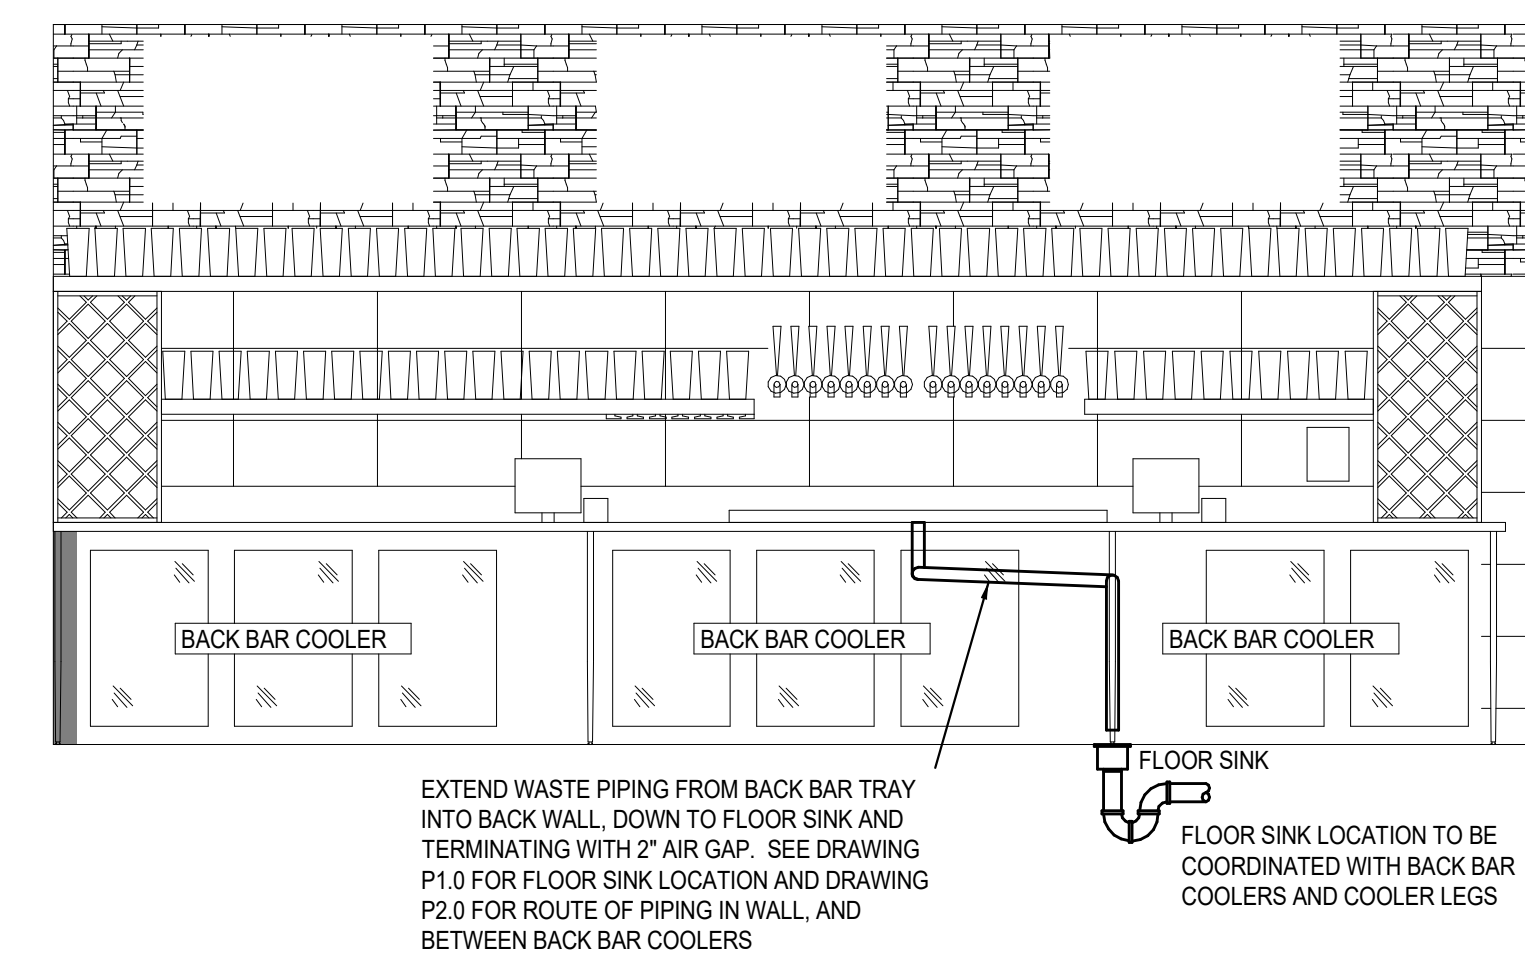 BACK BAR COOLER
BACK BAR COOLER
BACK BAR COOLER
FLOOR SINK
EXTEND WASTE PIPING FROM BACK BAR TRAY
INTO BACK WALL, DOWN TO FLOOR SINK AND
TERMINATING WITH 2" AIR GAP. SEE DRAWING
P1.0 FOR FLOOR SINK LOCATION AND DRAWING
P2.0 FOR ROUTE OF PIPING IN WALL, AND
BETWEEN BACK BAR COOLERS
FLOOR SINK LOCATION TO BE
COORDINATED WITH BACK BAR
COOLERS AND COOLER LEGS